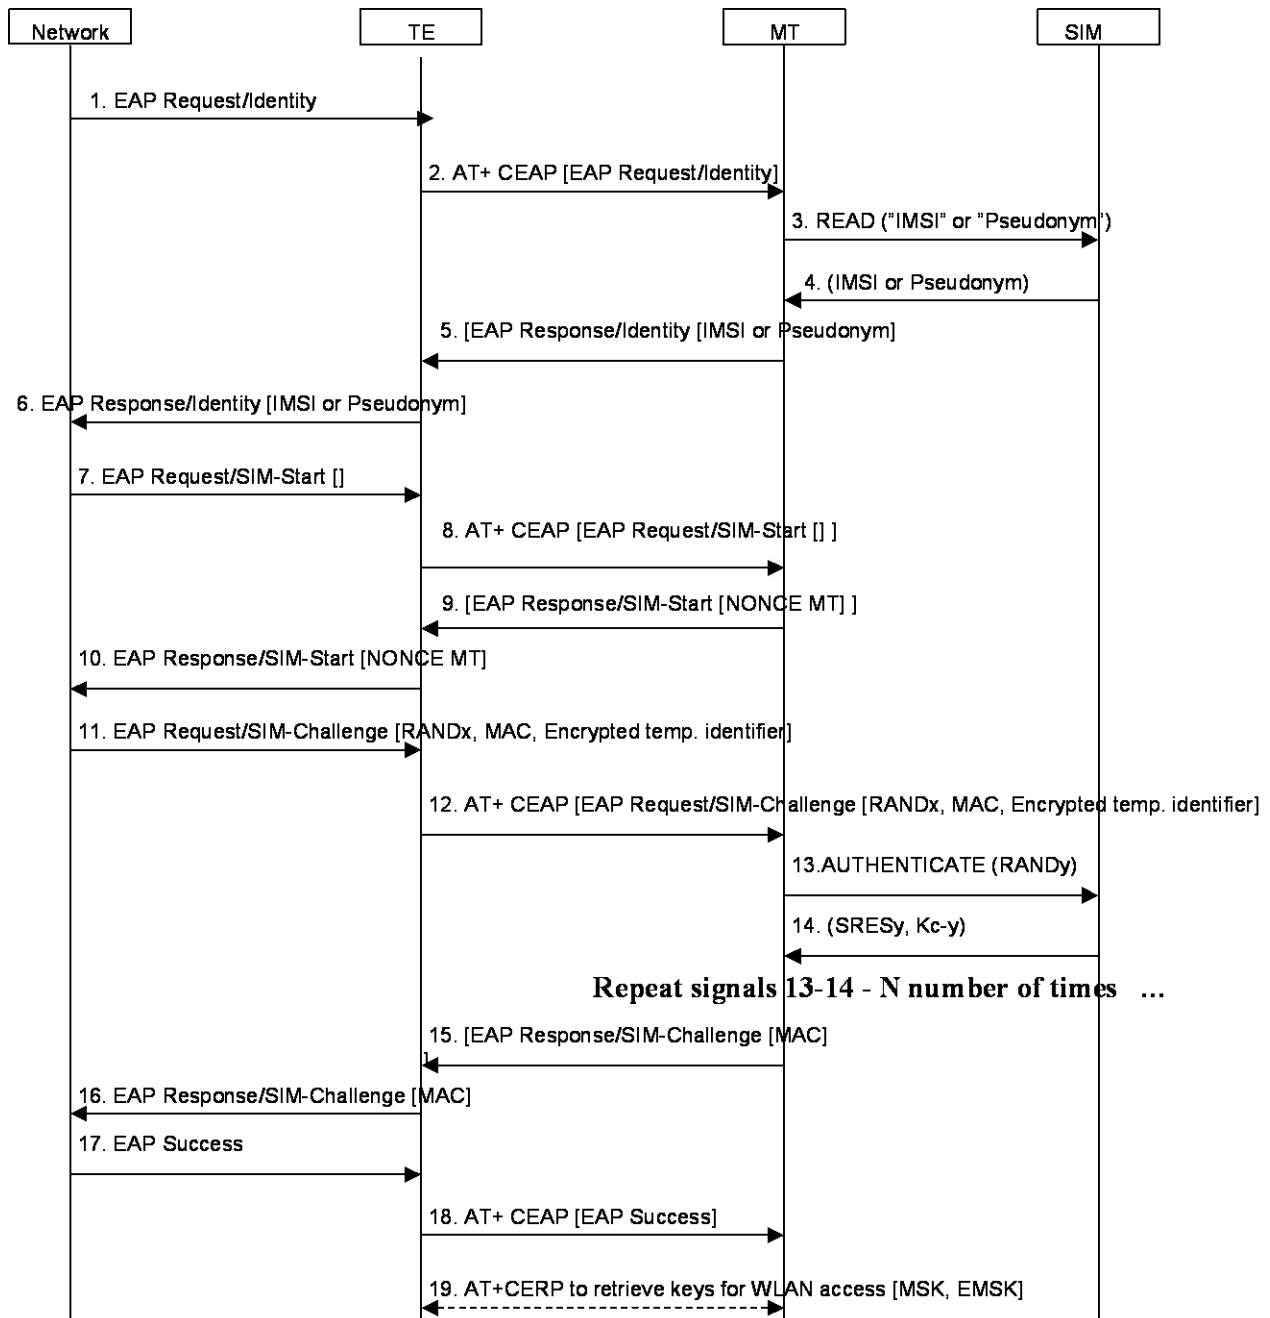 Network TE MT SIM
1. EAP Request/Identity
2. AT+ CEAP [EAP Request/Identity]
3. READ ("IMSI" or "Pseudonym")
4. (IMSI or Pseudonym)
5. [EAP Response/Identity [IMSI or Pseudonym]
6. EAP Response/Identity [IMSI or Pseudonym]
7. EAP Request/SIM-Start []
8. AT+ CEAP [EAP Request/SIM-Start [] ]
9. [EAP Response/SIM-Start [NONCE MT] ]
10. EAP Response/SIM-Start [NONCE MT]
11. EAP Request/SIM-Challenge [RANDx, MAC, Encrypted temp. identifier]
12. AT+ CEAP [EAP Request/SIM-Challenge [RANDx, MAC, Encrypted temp. identifier]
13.AUTHENTICATE (RANDy)
14. (SRESy, Kc-y)
Repeat signals 13-14 - N number of times ...
15. [EAP Response/SIM-Challenge [MAC]
]
16. EAP Response/SIM-Challenge [MAC]
17. EAP Success
18. AT+ CEAP [EAP Success]
19. AT+CERP to retrieve keys for WLAN access [MSK, EMSK]